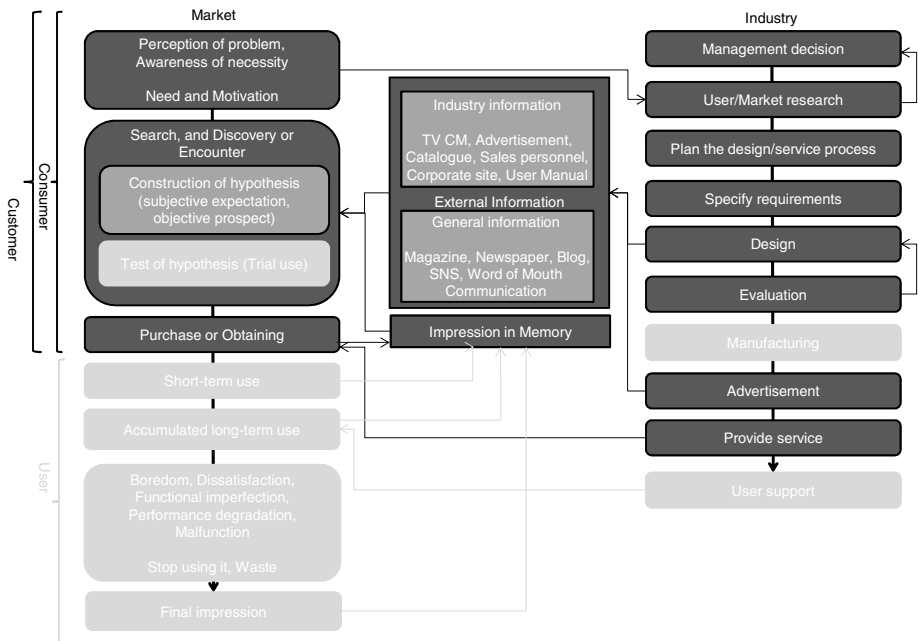 Market
Industry
Customer
Consumer
User
Perception of problem,
Awareness of necessity
Need and Motivation
Search, and Discovery or
Encounter
Construction of hypothesis
(subjective expectation,
objective prospect)
Test of hypothesis (Trial use)
Purchase or Obtaining
Short-term use
Accumulated long-term use
Boredom, Dissatisfaction,
Functional imperfection,
Performance degradation,
Malfunction
Stop using it, Waste
Final impression
Industry information
TV CM, Advertisement,
Catalogue, Sales personnel,
Corporate site, User Manual
External Information
General information
Magazine, Newspaper, Blog,
SNS, Word of Mouth
Communication
Impression in Memory
Management decision
User/Market research
Plan the design/service process
Specify requirements
Design
Evaluation
Manufacturing
Advertisement
Provide service
User support